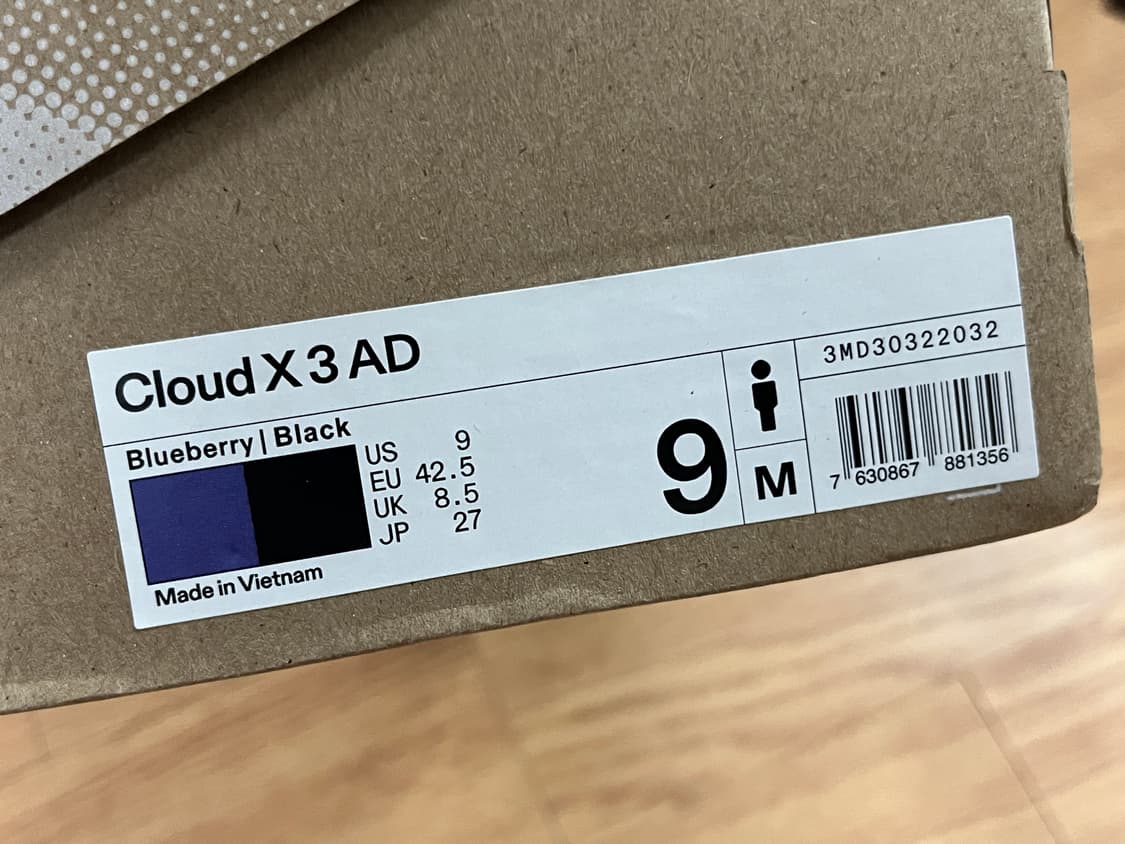 Cloud X 3 AD
Blueberry | Black
US 9
EU 42.5
UK 8.5
JP 27
Made in Vietnam
9
M
3MD30322032
7 630867 881356